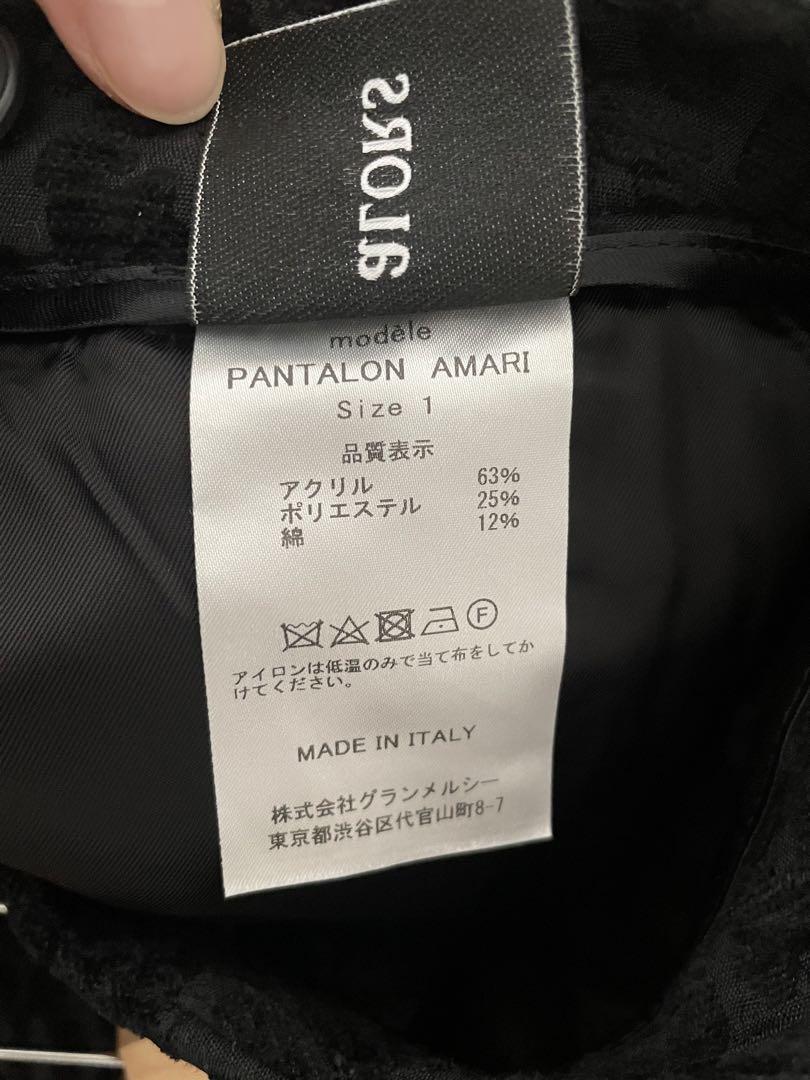 aLORS
modèle
PANTALON AMARI
Size 1
品質表示
アクリル 63%
ポリエステル 25%
綿 12%
F
アイロンは低温のみで当て布をしてか
けてください。
MADE IN ITALY
株式会社グランメルシー
東京都渋谷区代官山町8-7